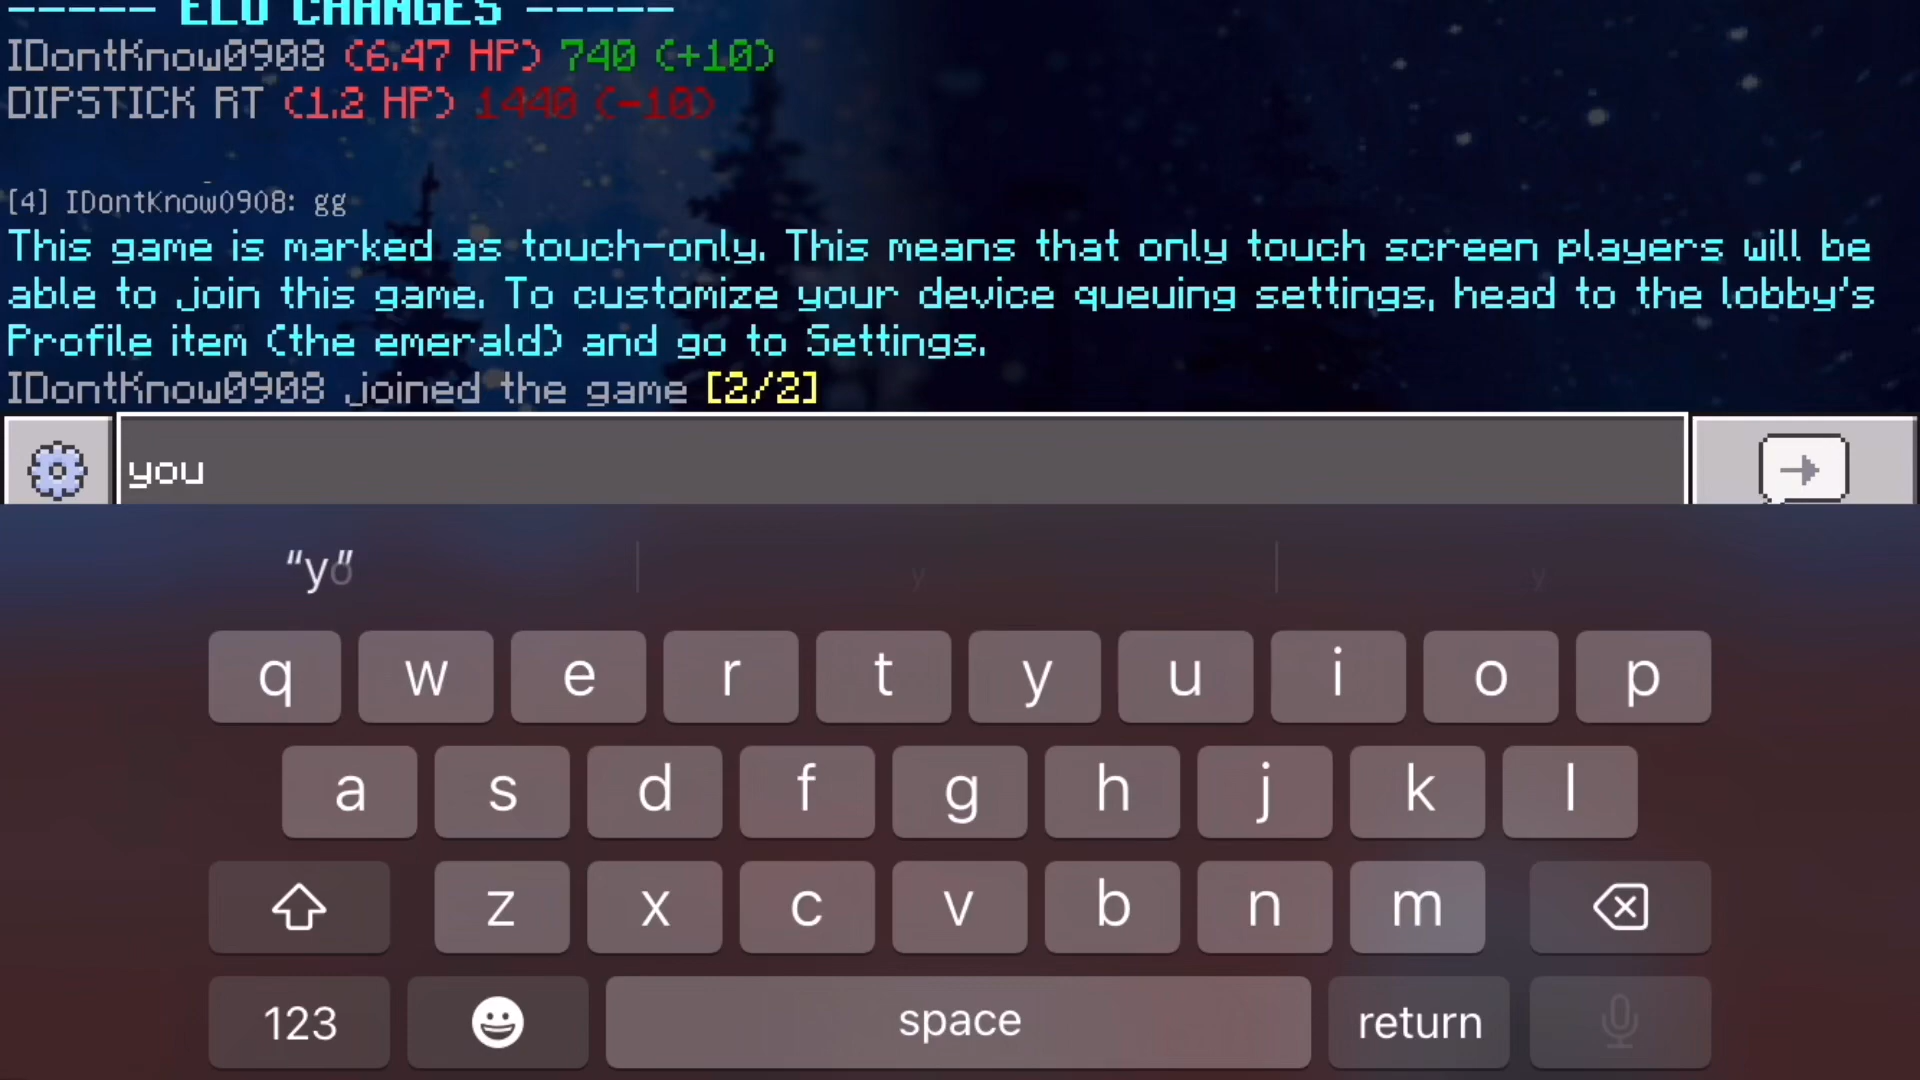 ----- ELO CHANGES -----
IDontKnow0908 (6.47 HP) 740 (+10)
DIPSTICK RT (1.2 HP) 1440 (-10)
[4] IDontKnow0908: gg
This game is marked as touch-only. This means that only touch screen players will be
able to join this game. To customize your device queuing settings, head to the lobby's
Profile item (the emerald) and go to Settings.
IDontKnow0908 joined the game [2/2]
you
“yo” y y
q w e r t y u i o p
a s d f g h j k l
z x c v b n m
123 space return